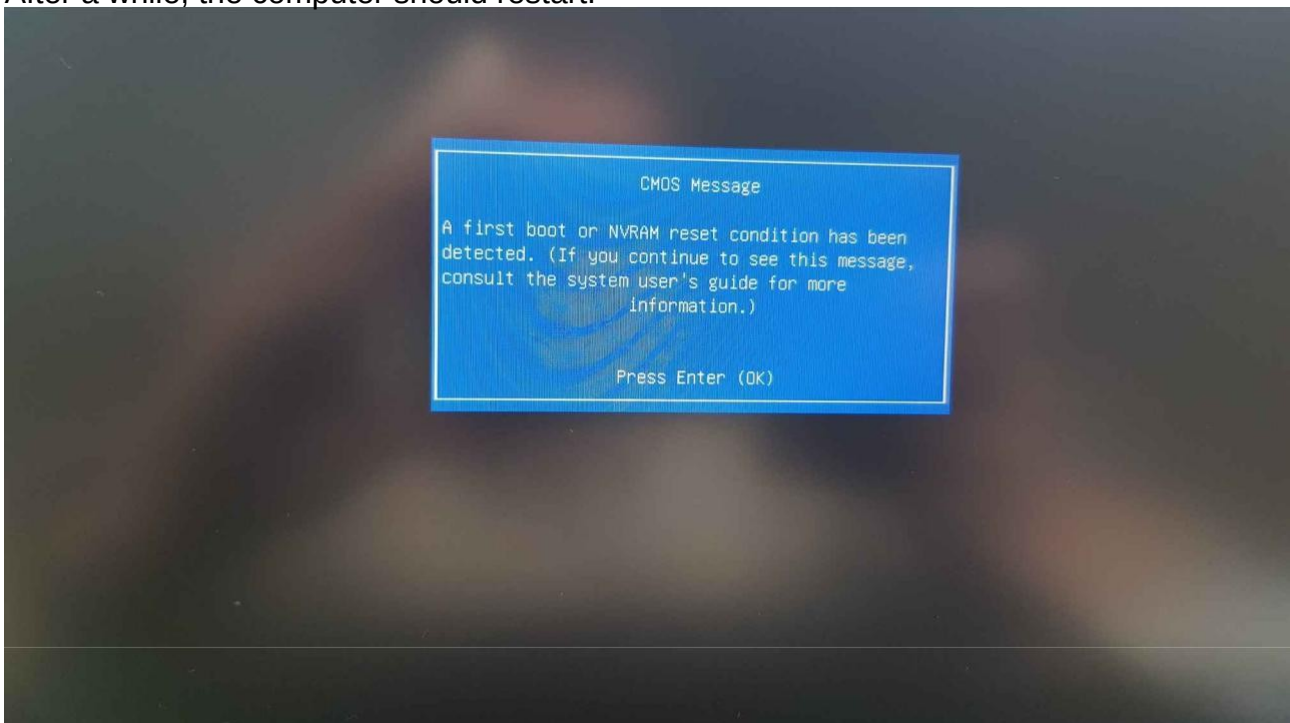 After a while, the computer should restart.
CMOS Message
A first boot or NVRAM reset condition has been
detected. (If you continue to see this message,
consult the system user's guide for more
information.)
Press Enter (OK)